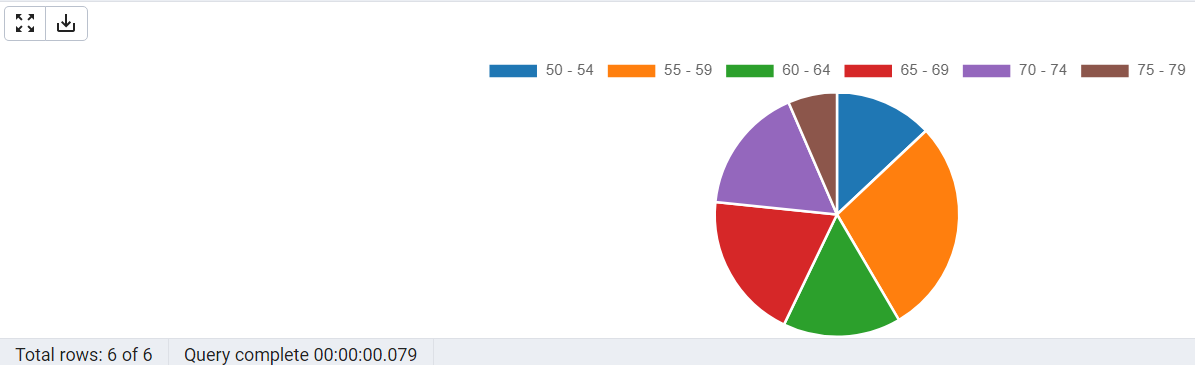 50 - 54 55 - 59 60 - 64 65 - 69 70 - 74 75 - 79
Total rows: 6 of 6 Query complete 00:00:00.079